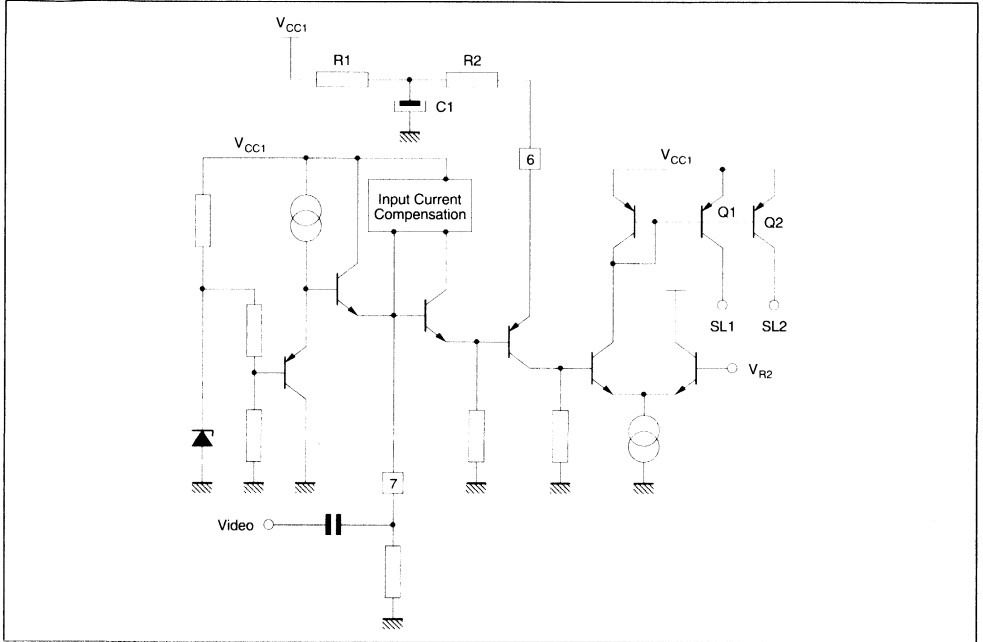 VCC1
R1
R2
C1
VCC1
6
VCC1
Input Current
Compensation
Q1
Q2
SL1
SL2
VR2
7
Video